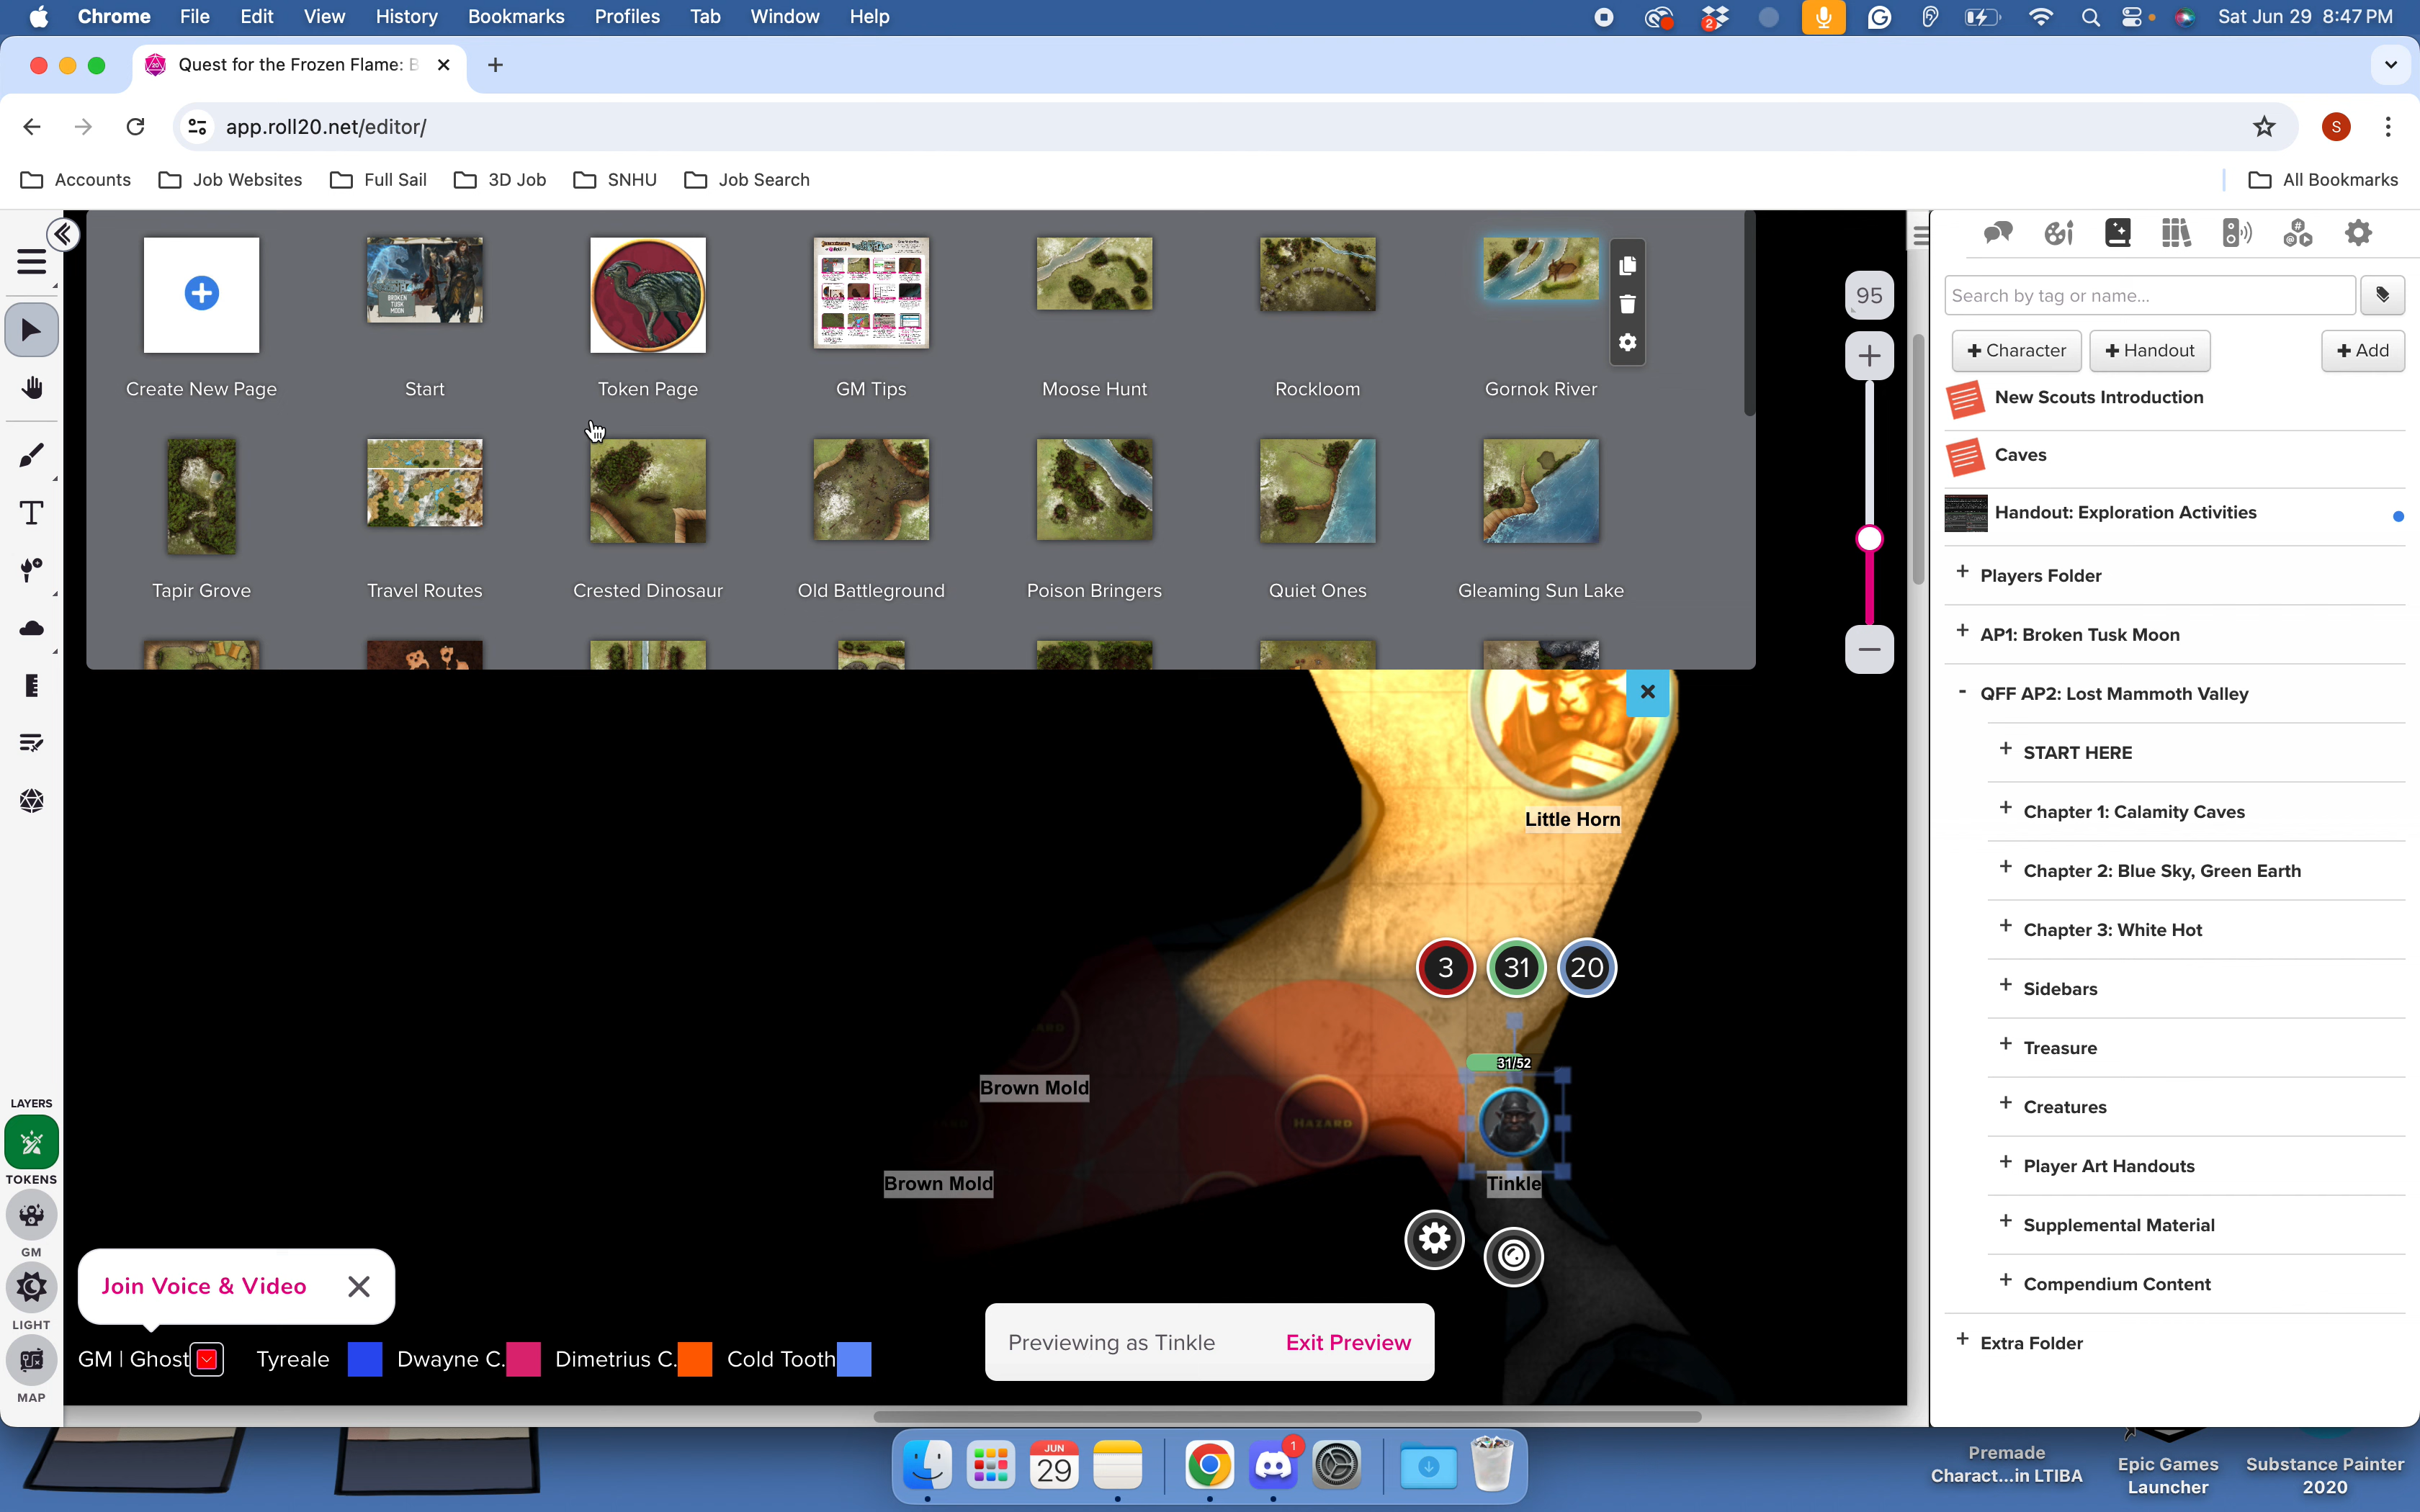 Chrome File Edit View History Bookmarks Profiles Tab Window Help
2
Sat Jun 29 8:47 PM
Quest for the Frozen Flame: B
app.roll20.net/editor/
S
Accounts Job Websites Full Sail 3D Job SNHU Job Search
All Bookmarks
BROKEN TUSK MOON
Create New Page Start Token Page GM Tips Moose Hunt Rockloom Gornok River
Tapir Grove Travel Routes Crested Dinosaur Old Battleground Poison Bringers Quiet Ones Gleaming Sun Lake
95
Search by tag or name...
Character
Handout
Add
New Scouts Introduction
Caves
Handout: Exploration Activities
+ Players Folder
+ AP1: Broken Tusk Moon
- QFF AP2: Lost Mammoth Valley
+ START HERE
+ Chapter 1: Calamity Caves
+ Chapter 2: Blue Sky, Green Earth
+ Chapter 3: White Hot
+ Sidebars
+ Treasure
+ Creatures
+ Player Art Handouts
+ Supplemental Material
+ Compendium Content
+ Extra Folder
Little Horn
3 31 20
31/52
HAZARD
Brown Mold
Brown Mold
Tinkle
LAYERS
TOKENS
GM
LIGHT
MAP
Join Voice & Video
GM | Ghost Tyreale Dwayne C. Dimetrius C. Cold Tooth
Previewing as Tinkle Exit Preview
JUN
29
1
Premade
Charact...in LTIBA
Epic Games
Launcher
Substance Painter
2020